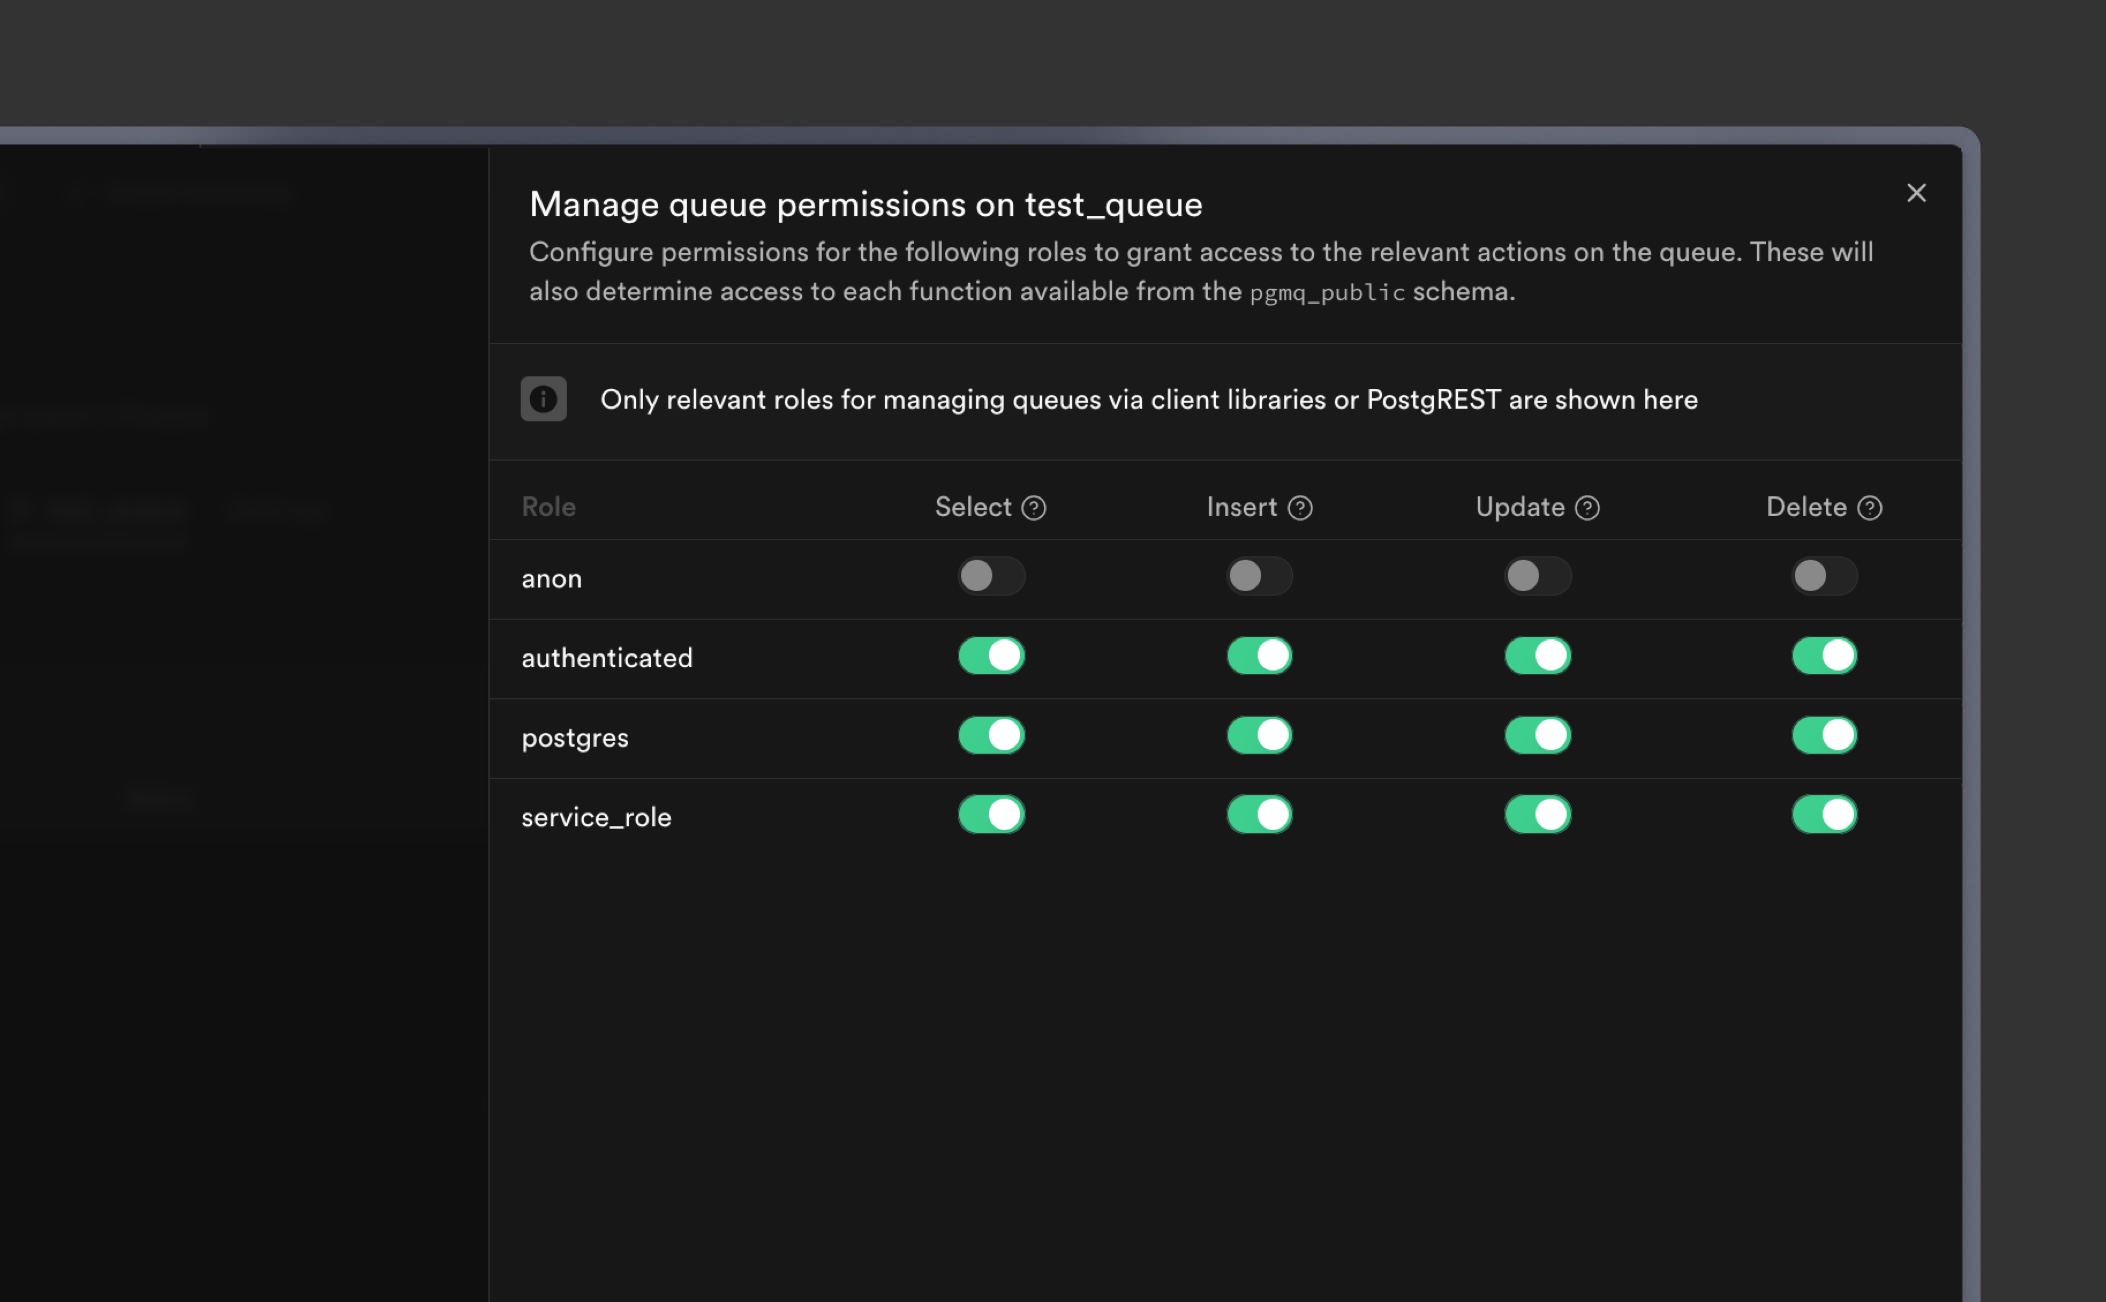 Manage queue permissions on test_queue
Configure permissions for the following roles to grant access to the relevant actions on the queue. These will
also determine access to each function available from the pgmq_public schema.
Only relevant roles for managing queues via client libraries or PostgREST are shown here
Role Select Insert Update Delete
anon
authenticated
postgres
service_role